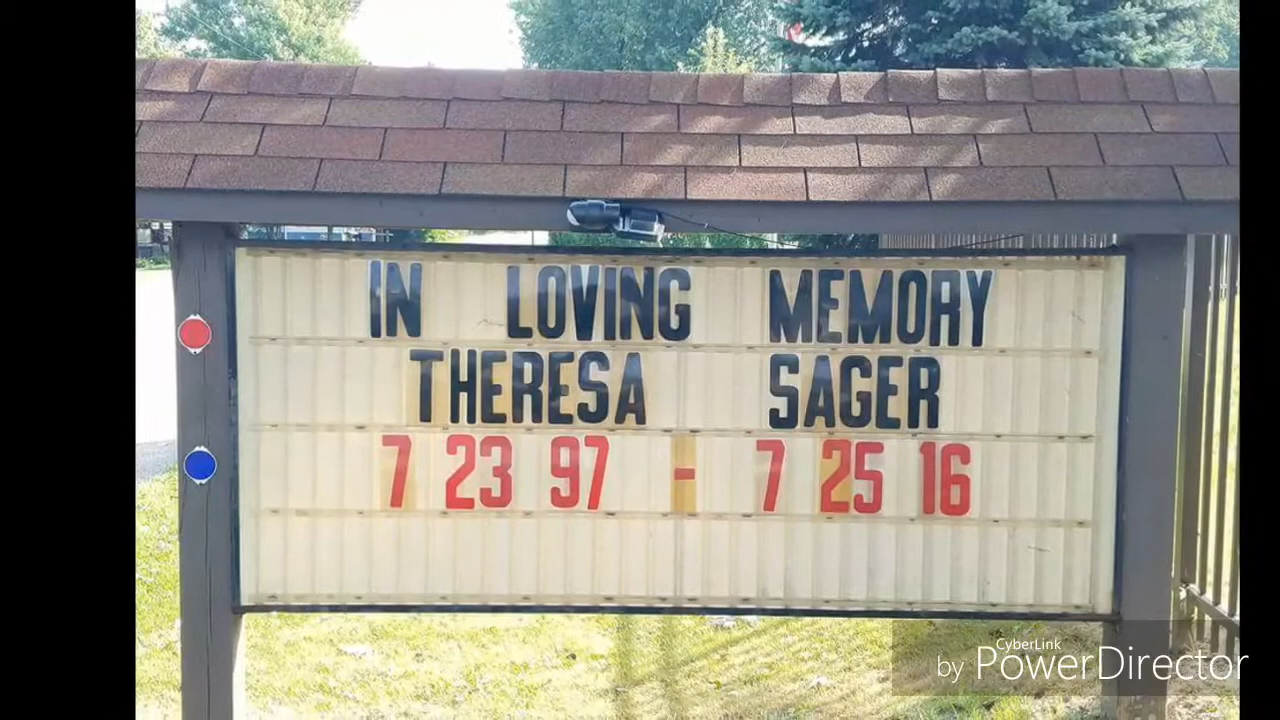 IN LOVING MEMORY
THERESA SAGER
7 23 97 - 7 25 16
CyberLink
by PowerDirector